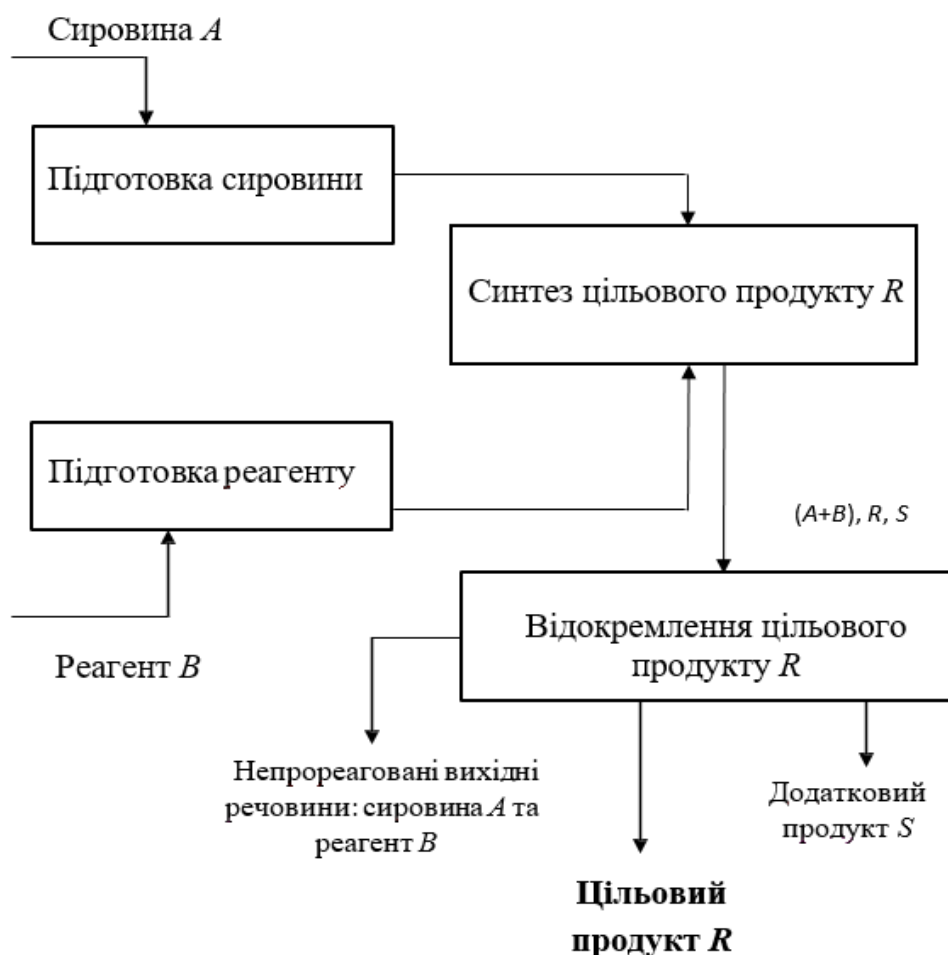 Сировина A
Підготовка сировини
Синтез цільового продукту R
Підготовка реагенту
(A+B), R, S
Реагент B
Відокремлення цільового
продукту R
Непрореаговані вихідні
речовини: сировина A та
реагент B
Додатковий
продукт S
Цільовий
продукт R